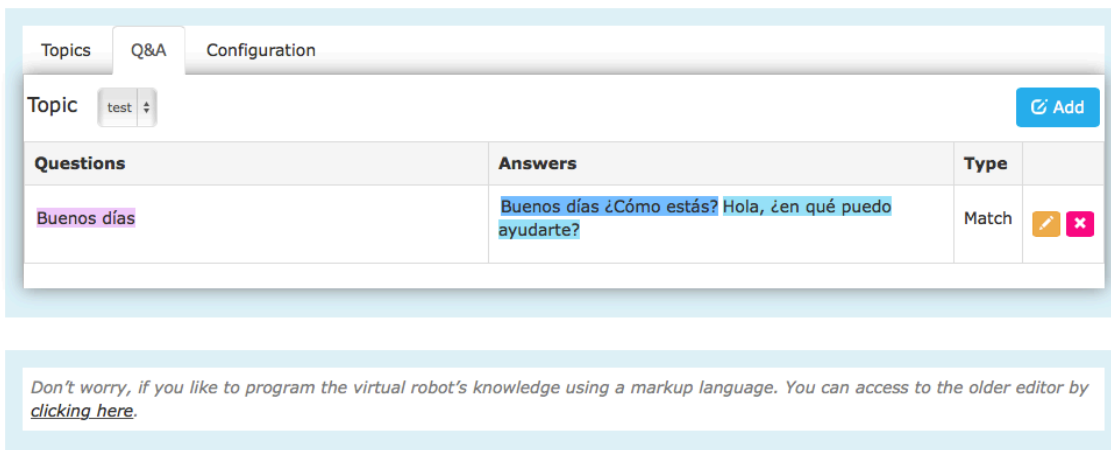 Topics Q&A Configuration
Topic test Add
Questions Answers Type
Buenos días
Buenos días ¿Cómo estás? Hola, ¿en qué puedo
ayudarte?
Match
Don't worry, if you like to program the virtual robot's knowledge using a markup language. You can access to the older editor by
clicking here.